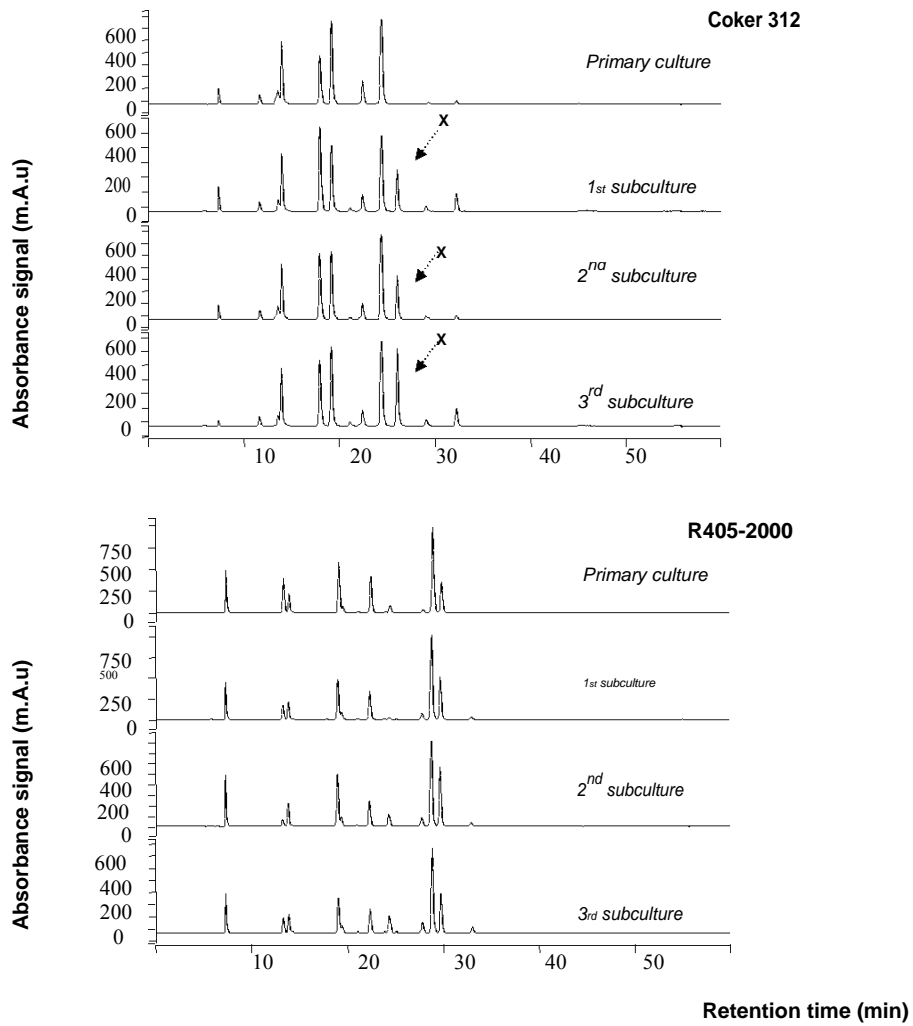 Coker 312
Absorbance signal (m.A.u)
600
400
200
0
Primary culture
600
400
200
0
X
1st subculture
600
400
200
0
X
2nd subculture
600
400
200
0
X
3rd subculture
10 20 30 40 50
R405-2000
Absorbance signal (m.A.u)
750
500
250
0
Primary culture
750
500
250
0
1st subculture
600
400
200
0
2nd subculture
600
400
200
0
3rd subculture
10 20 30 40 50
Retention time (min)